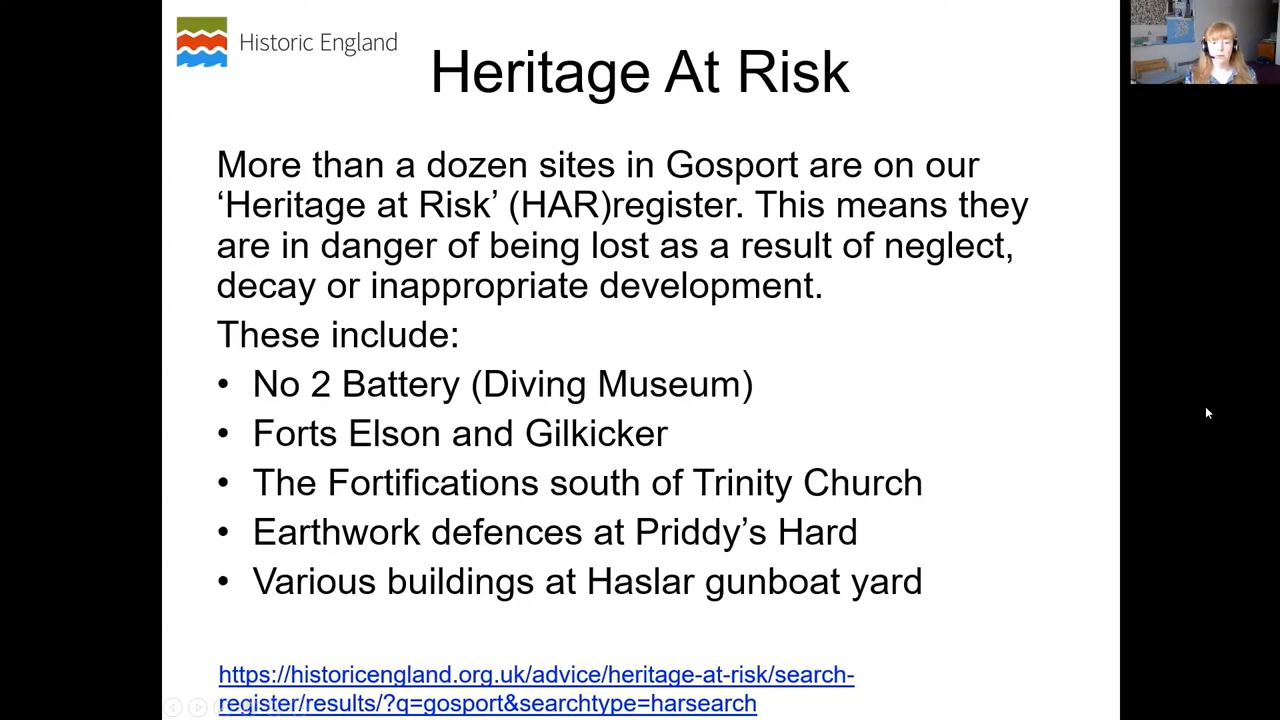 Historic England
Heritage At Risk
More than a dozen sites in Gosport are on our
‘Heritage at Risk’ (HAR)register. This means they
are in danger of being lost as a result of neglect,
decay or inappropriate development.
These include:
• No 2 Battery (Diving Museum)
• Forts Elson and Gilkicker
• The Fortifications south of Trinity Church
• Earthwork defences at Priddy’s Hard
• Various buildings at Haslar gunboat yard
https://historicengland.org.uk/advice/heritage-at-risk/search-
register/results/?q=gosport&searchtype=harsearch